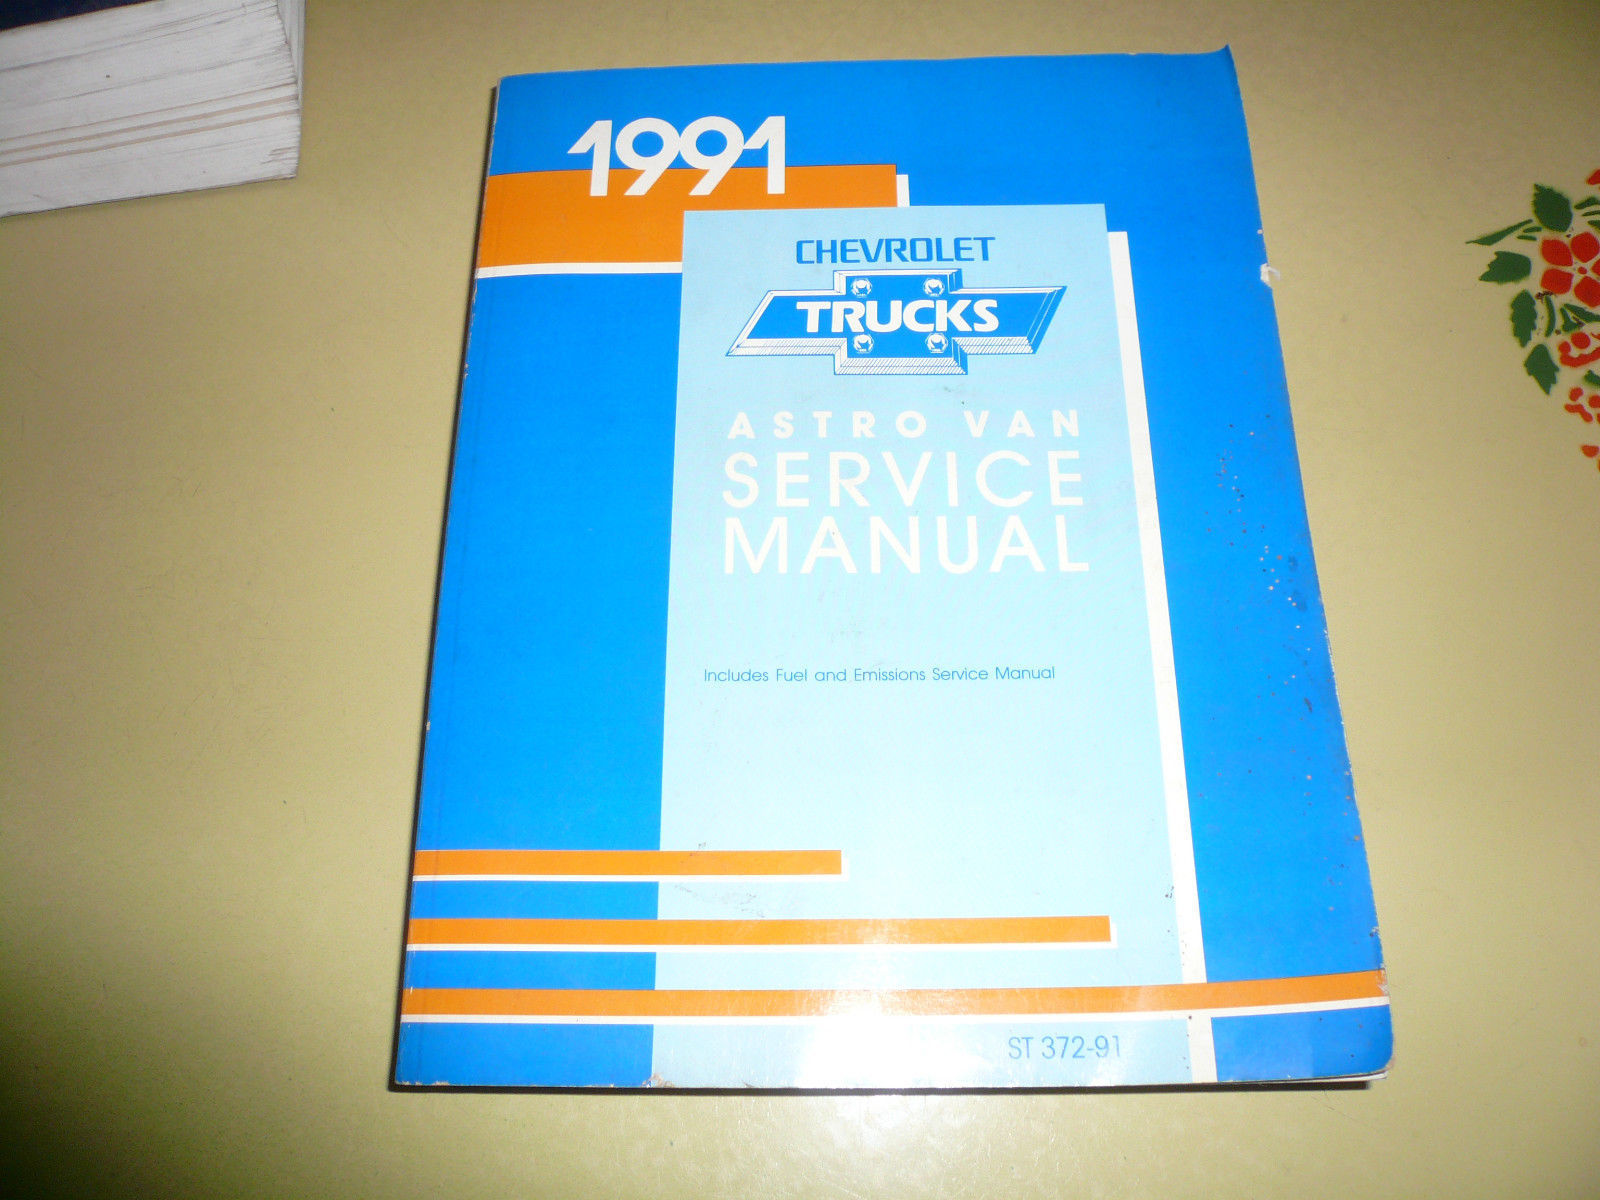 1991
CHEVROLET
TRUCKS
ASTRO VAN
SERVICE
MANUAL
Includes Fuel and Emissions Service Manual
ST 372-91